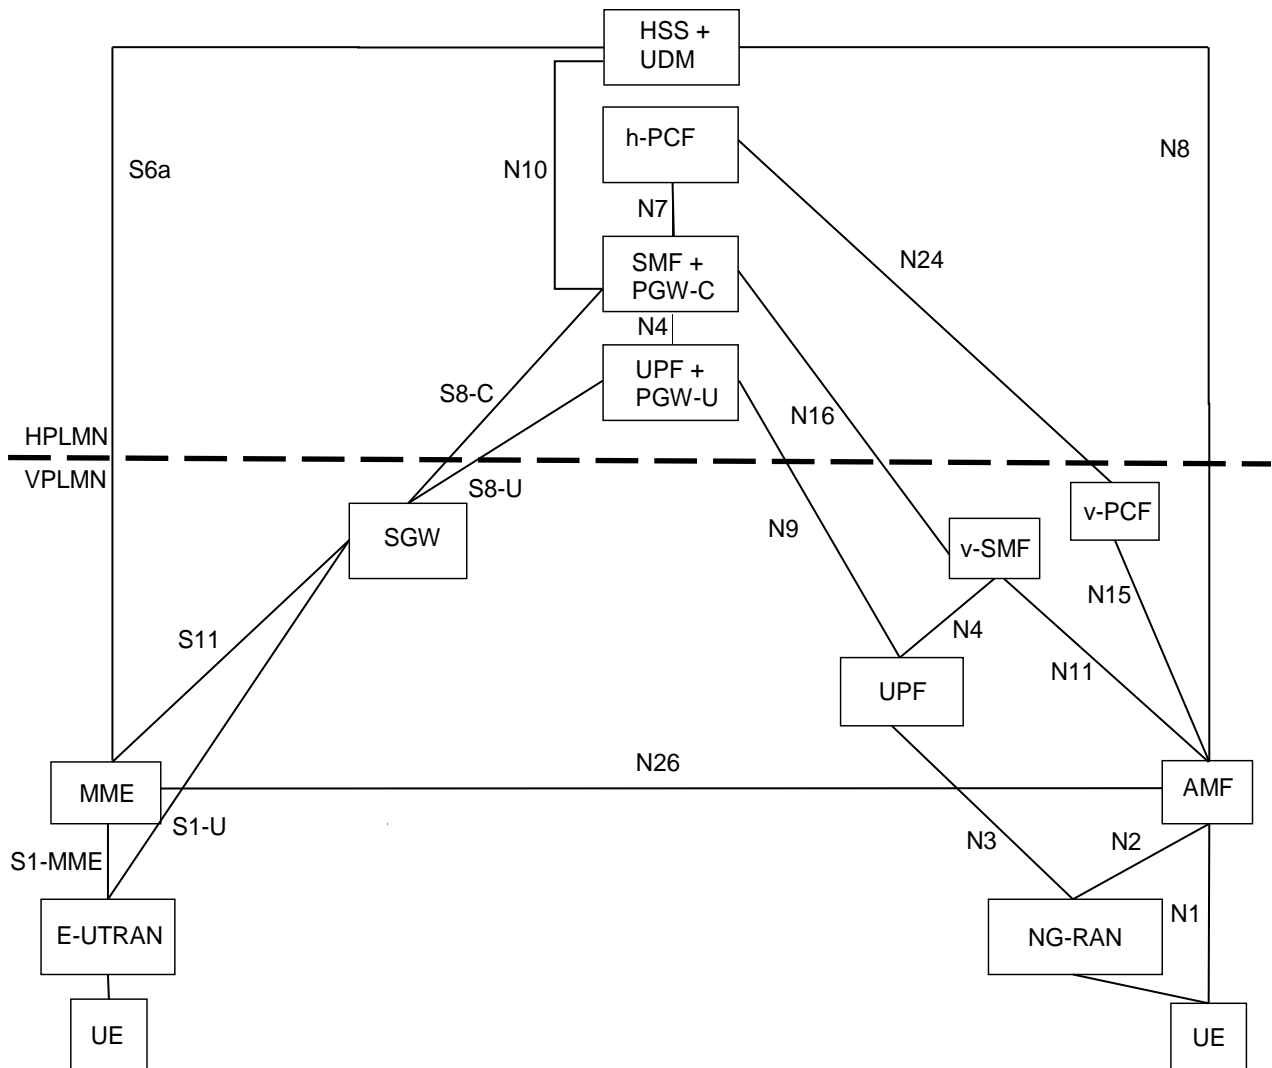 HSS +
UDM
h-PCF
N8
S6a
N10
N7
N24
SMF +
PGW-C
N4
UPF +
PGW-U
S8-C
N16
HPLMN
VPLMN
S8-U
v-PCF
N9
SGW
v-SMF
N15
S11
N4
N11
UPF
N26
MME
AMF
S1-U
N3
N2
S1-MME
N1
E-UTRAN
NG-RAN
UE
UE